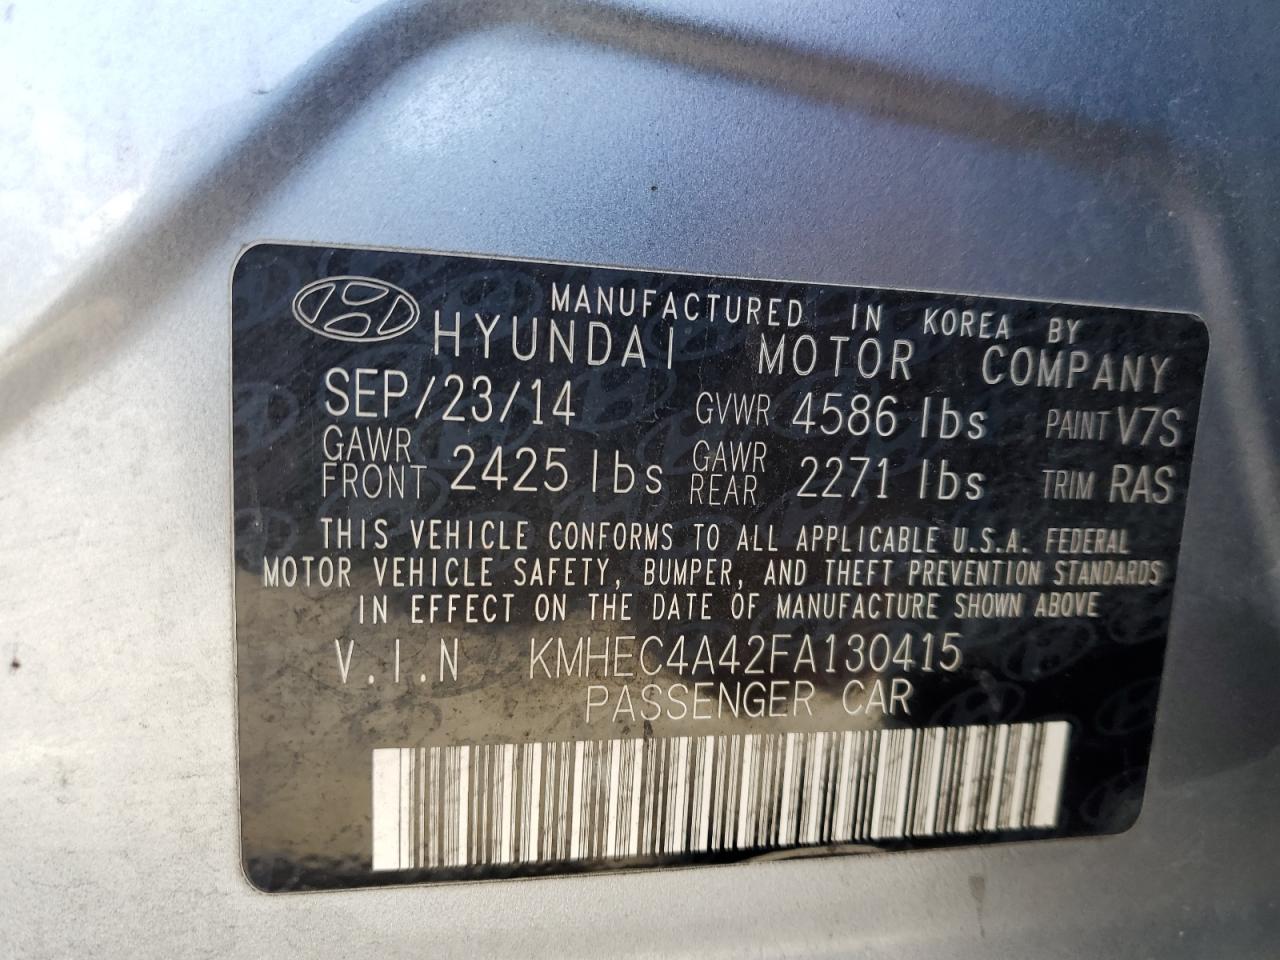 MANUFACTURED IN KOREA BY
HYUNDAI MOTOR COMPANY
SEP/23/14 GVWR 4586 lbs PAINT V7S
GAWR FRONT 2425 lbs GAWR REAR 2271 lbs TRIM RAS
THIS VEHICLE CONFORMS TO ALL APPLICABLE U.S.A. FEDERAL
MOTOR VEHICLE SAFETY, BUMPER, AND THEFT PREVENTION STANDARDS
IN EFFECT ON THE DATE OF MANUFACTURE SHOWN ABOVE
V.I.N KMHEC4A42FA130415
PASSENGER CAR